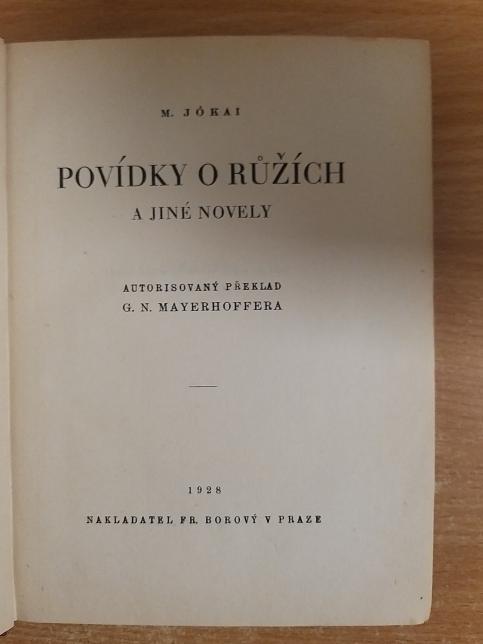 M. JÓKAI
POVÍDKY O RŮŽÍCH
A JINÉ NOVELY
AUTORISOVANÝ PŘEKLAD
G. N. MAYERHOFFERA
1928
NAKLADATEL FR. BOROVÝ V PRAZE